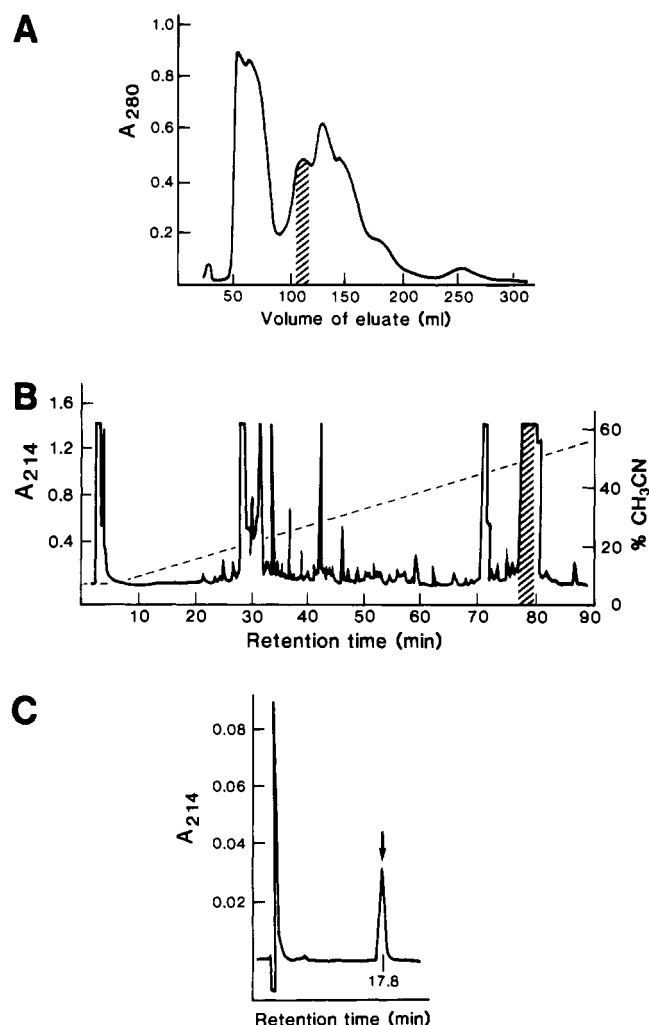 A
A280
1.0
0.8
0.6
0.4
0.2
50 100 150 200 250 300
Volume of eluate (ml)
B
A214
1.6
1.2
0.8
0.4
60
40
20
0
% CH3CN
10 20 30 40 50 60 70 80 90
Retention time (min)
C
A214
0.08
0.06
0.04
0.02
17.8
Retention time (min)